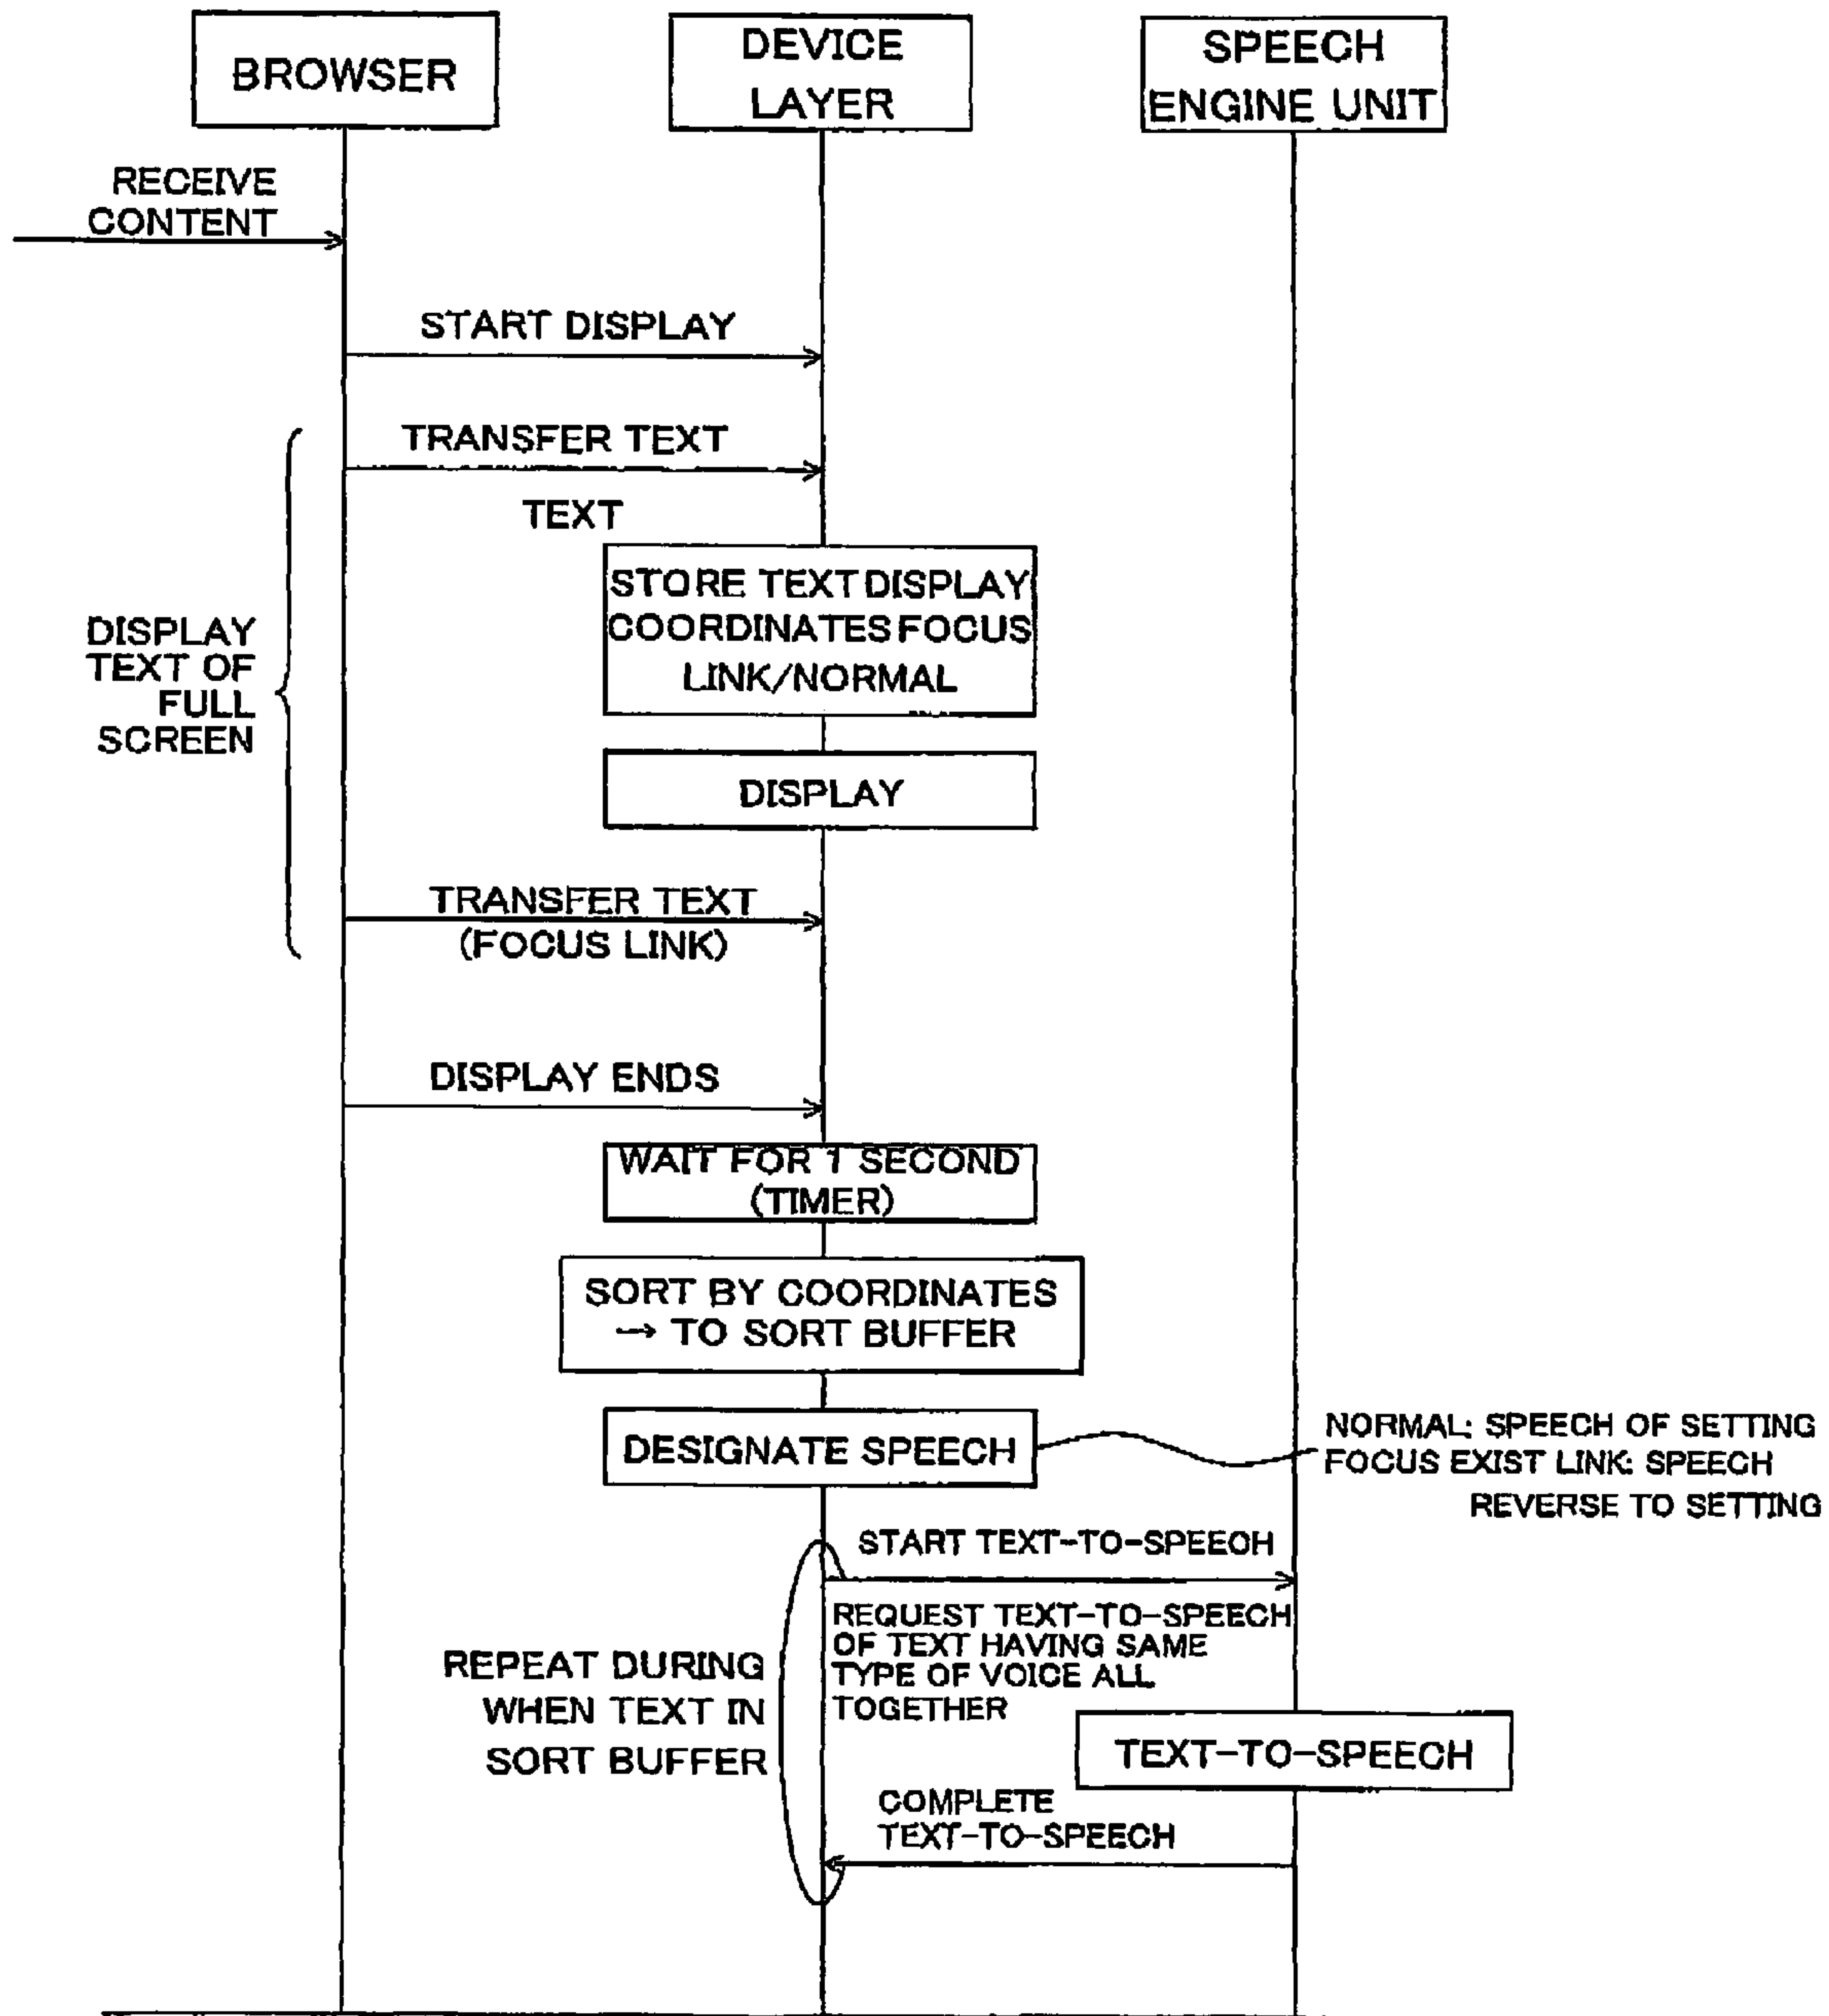 BROWSER
DEVICE
LAYER
SPEECH
ENGINE UNIT
RECEIVE
CONTENT
START DISPLAY
TRANSFER TEXT
TEXT
STORE TEXT DISPLAY
COORDINATES FOCUS
LINK/NORMAL
DISPLAY
TEXT OF
FULL
SCREEN
DISPLAY
TRANSFER TEXT
(FOCUS LINK)
DISPLAY ENDS
WAIT FOR 1 SECOND
(TIMER)
SORT BY COORDINATES
→ TO SORT BUFFER
DESIGNATE SPEECH
NORMAL: SPEECH OF SETTING
FOCUS EXIST LINK: SPEECH
REVERSE TO SETTING
START TEXT-TO-SPEECH
REQUEST TEXT-TO-SPEECH
OF TEXT HAVING SAME
TYPE OF VOICE ALL
TOGETHER
REPEAT DURING
WHEN TEXT IN
SORT BUFFER
TEXT-TO-SPEECH
COMPLETE
TEXT-TO-SPEECH